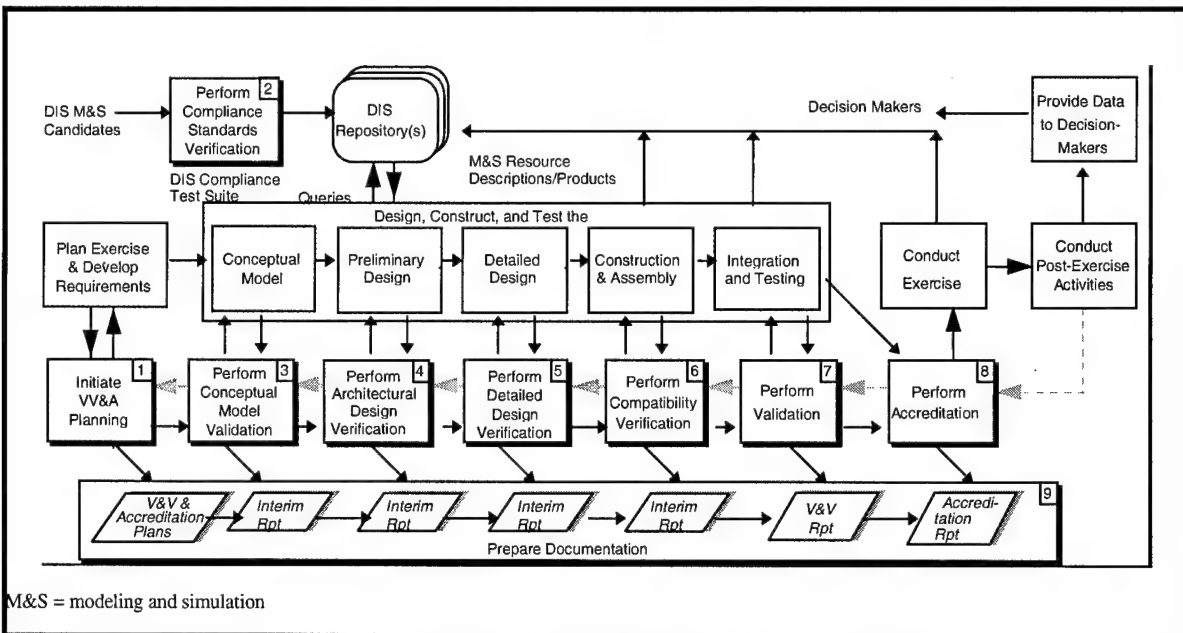 DIS M&S
Candidates
Perform
Compliance
Standards
Verification
2
DIS Compliance
Test Suite
DIS
Repository(s)
Queries
M&S Resource
Descriptions/Products
Decision Makers
Provide Data
to Decision-
Makers
Plan Exercise
& Develop
Requirements
Design, Construct, and Test the
Conceptual
Model
Preliminary
Design
Detailed
Design
Construction
& Assembly
Integration
and Testing
Conduct
Exercise
Conduct
Post-Exercise
Activities
1
Initiate
VV&A
Planning
3
Perform
Conceptual
Model
Validation
4
Perform
Architectural
Design
Verification
5
Perform
Detailed
Design
Verification
6
Perform
Compatibility
Verification
7
Perform
Validation
8
Perform
Accreditation
9
V&V &
Accreditation
Plans
Interim
Rpt
Interim
Rpt
Interim
Rpt
Interim
Rpt
V&V
Rpt
Accredi-
tation
Rpt
Prepare Documentation
M&S = modeling and simulation